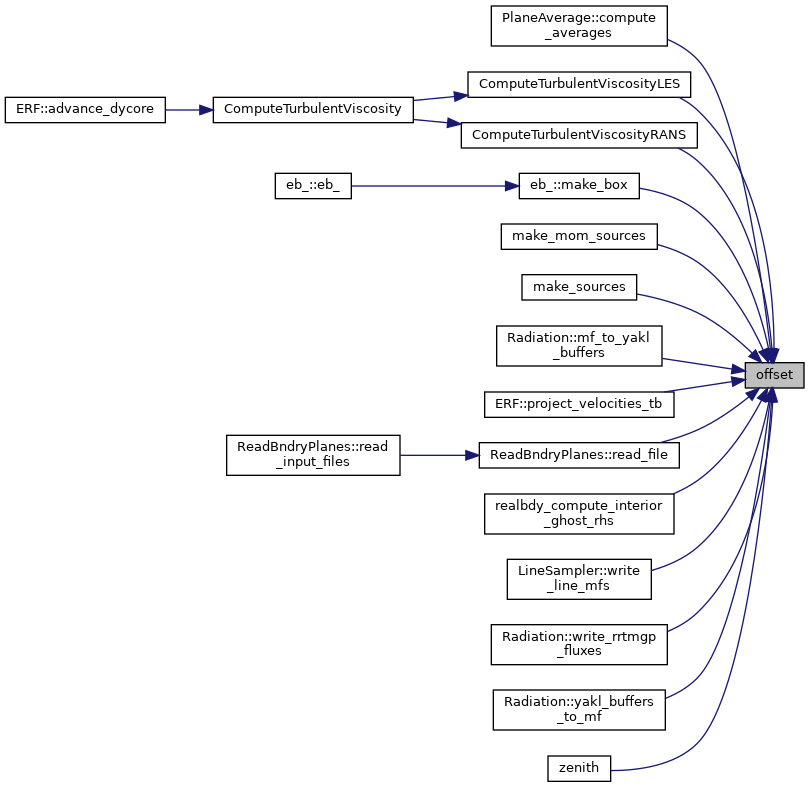 PlaneAverage::compute
_averages
ComputeTurbulentViscosityLES
ERF::advance_dycore
ComputeTurbulentViscosity
ComputeTurbulentViscosityRANS
eb_::eb_
eb_::make_box
make_mom_sources
make_sources
Radiation::mf_to_yakl
_buffers
offset
ERF::project_velocities_tb
ReadBndryPlanes::read
_input_files
ReadBndryPlanes::read_file
realbdy_compute_interior
_ghost_rhs
LineSampler::write
_line_mfs
Radiation::write_rrtmgp
_fluxes
Radiation::yakl_buffers
_to_mf
zenith